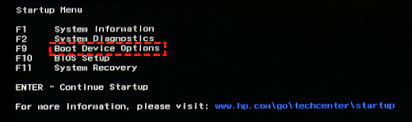 Startup Menu
F1 System Information
F2 System Diagnostics
F9 Boot Device Options
F10 BIOS Setup
F11 System Recovery
ENTER - Continue Startup
For more information, please visit: www.hp.com\go\techcenter\startup